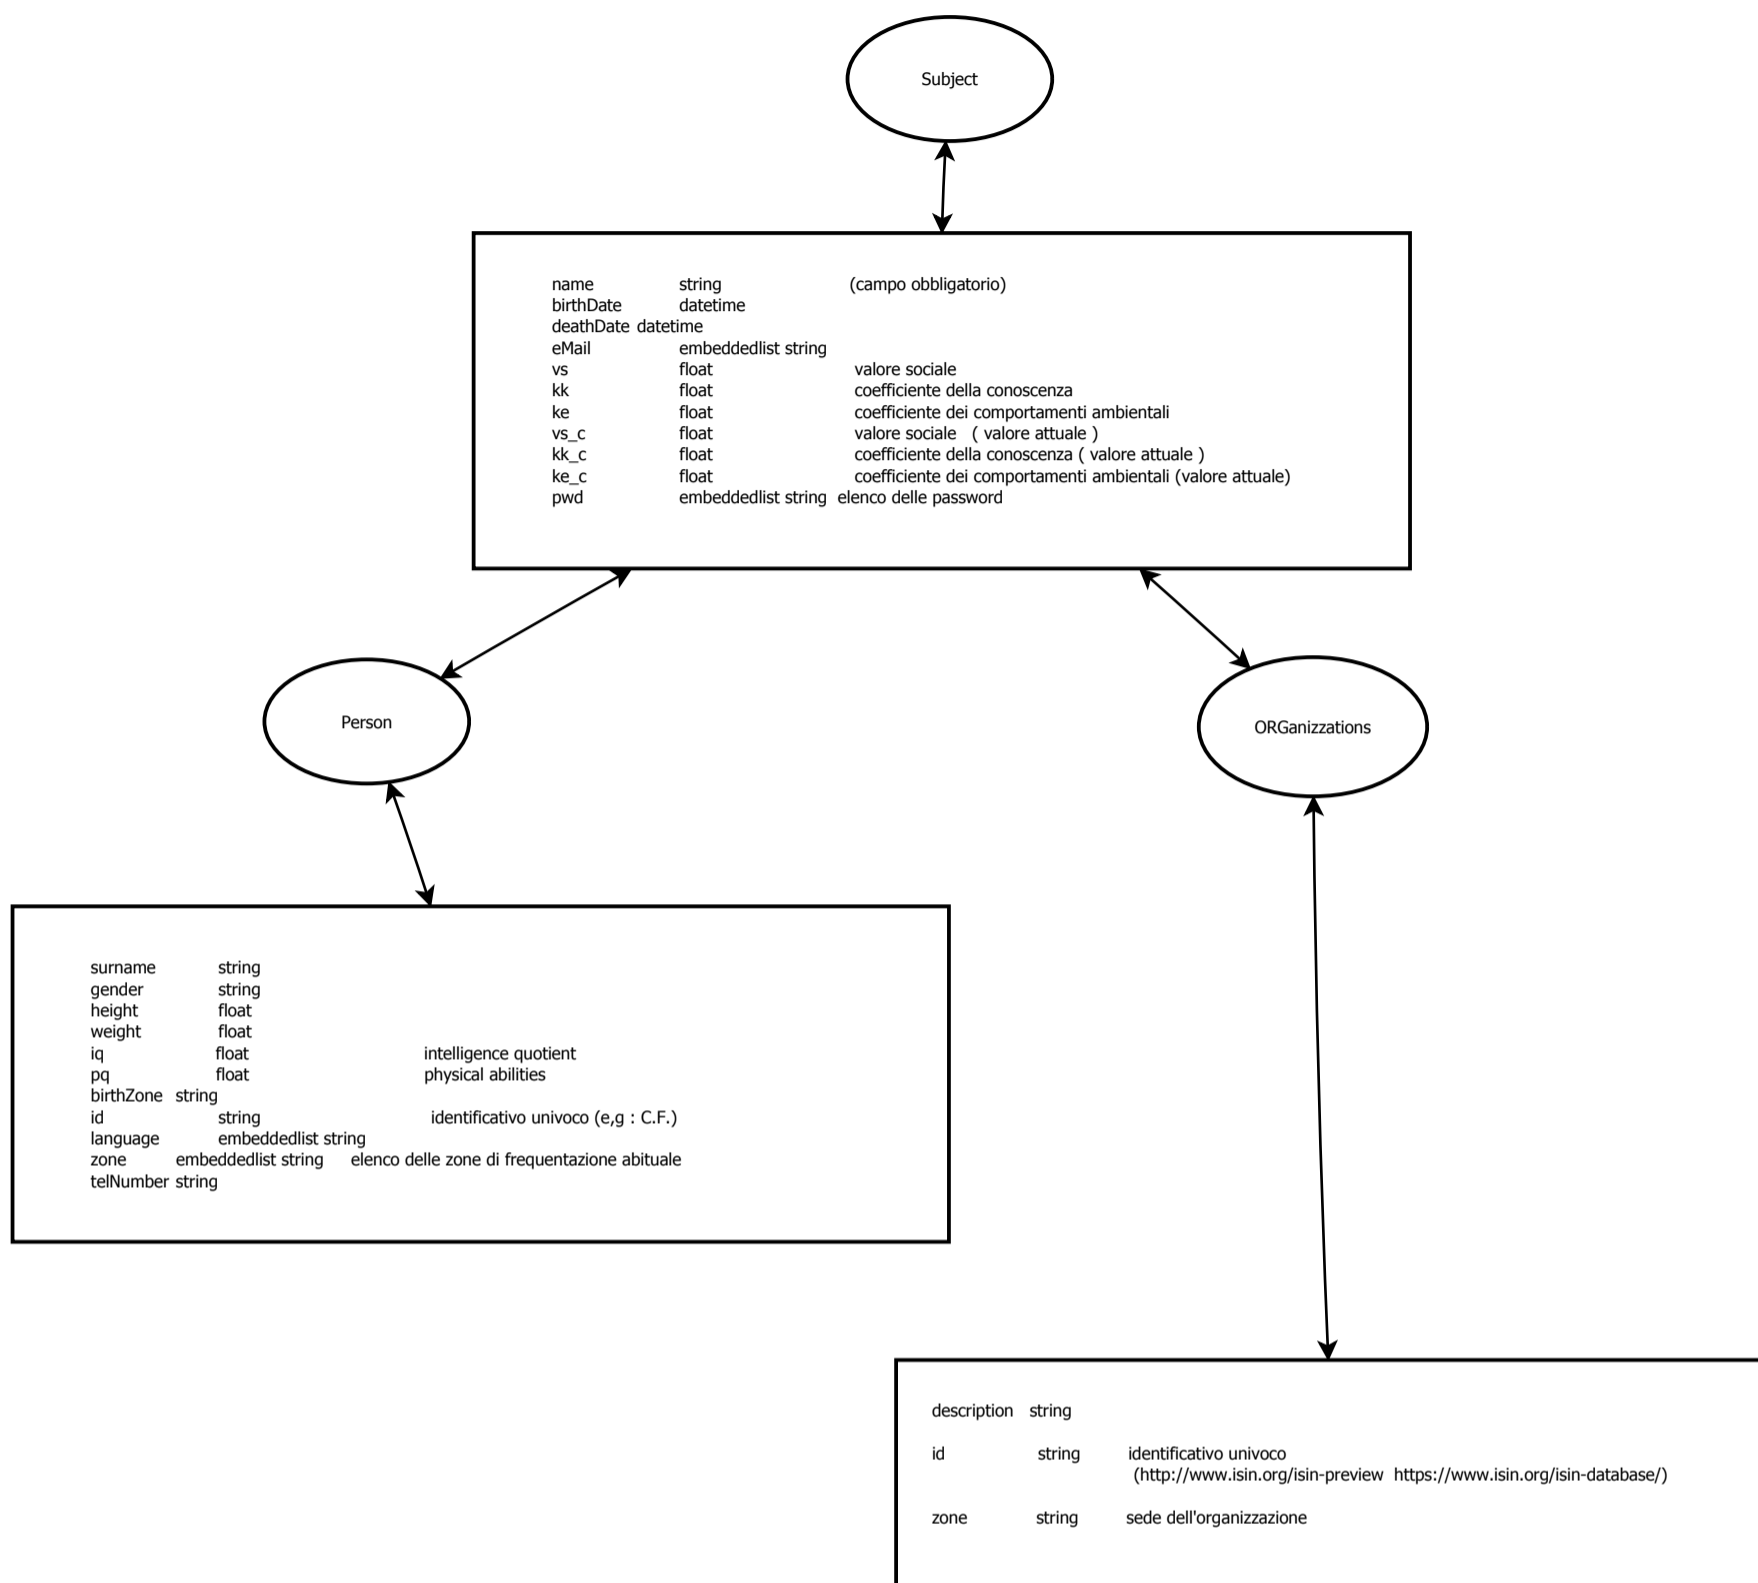 Subject
name string (campo obbligatorio)
birthDate datetime
deathDate datetime
eMail embeddedlist string
vs float valore sociale
kk float coefficiente della conoscenza
ke float coefficiente dei comportamenti ambientali
vs_c float valore sociale ( valore attuale )
kk_c float coefficiente della conoscenza ( valore attuale )
ke_c float coefficiente dei comportamenti ambientali (valore attuale)
pwd embeddedlist string elenco delle password
Person
ORGanizzations
surname string
gender string
height float
weight float
iq float intelligence quotient
pq float physical abilities
birthZone string
id string identificativo univoco (e,g : C.F.)
language embeddedlist string
zone embeddedlist string elenco delle zone di frequentazione abituale
telNumber string
description string
id string identificativo univoco
(http://www.isin.org/isin-preview https://www.isin.org/isin-database/)
zone string sede dell'organizzazione